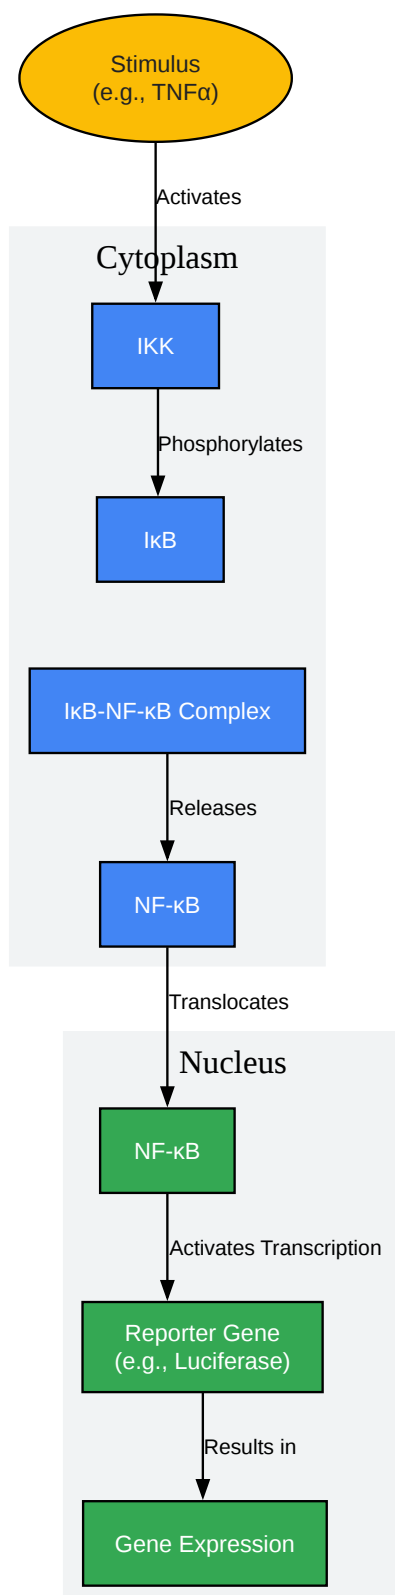 Stimulus
(e.g., TNFα)
Activates
Cytoplasm
IKK
Phosphorylates
IκB
IκB-NF-κB Complex
Releases
NF-κB
Translocates
Nucleus
NF-κB
Activates Transcription
Reporter Gene
(e.g., Luciferase)
Results in
Gene Expression